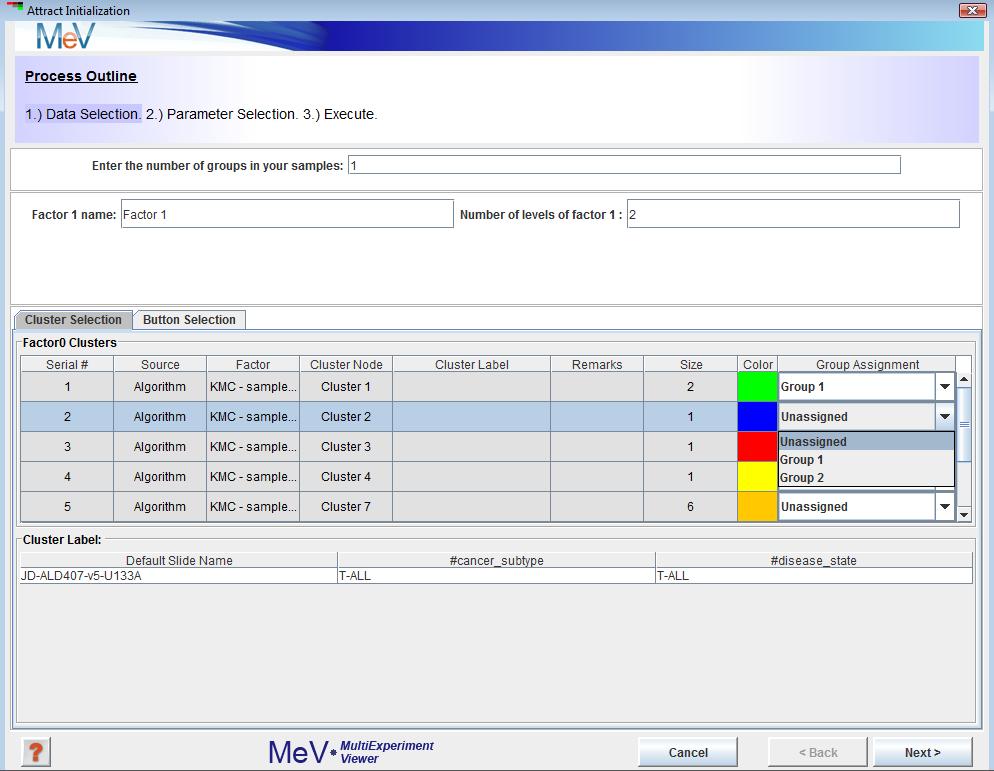 Attract Initialization
MeV
Process Outline
1.) Data Selection. 2.) Parameter Selection. 3.) Execute.
Enter the number of groups in your samples: 1
Factor 1 name: Factor 1 Number of levels of factor 1 : 2
Cluster Selection Button Selection
Factor0 Clusters
Serial # Source Factor Cluster Node Cluster Label Remarks Size Color Group Assignment
1 Algorithm KMC - sample... Cluster 1 2 Group 1
2 Algorithm KMC - sample... Cluster 2 1 Unassigned
3 Algorithm KMC - sample... Cluster 3 1 Unassigned
Group 1
4 Algorithm KMC - sample... Cluster 4 1 Group 2
5 Algorithm KMC - sample... Cluster 7 6 Unassigned
Cluster Label:
Default Slide Name #cancer_subtype #disease_state
JD-ALD407-v5-U133A T-ALL T-ALL
? MeV MultiExperiment Viewer Cancel < Back Next >